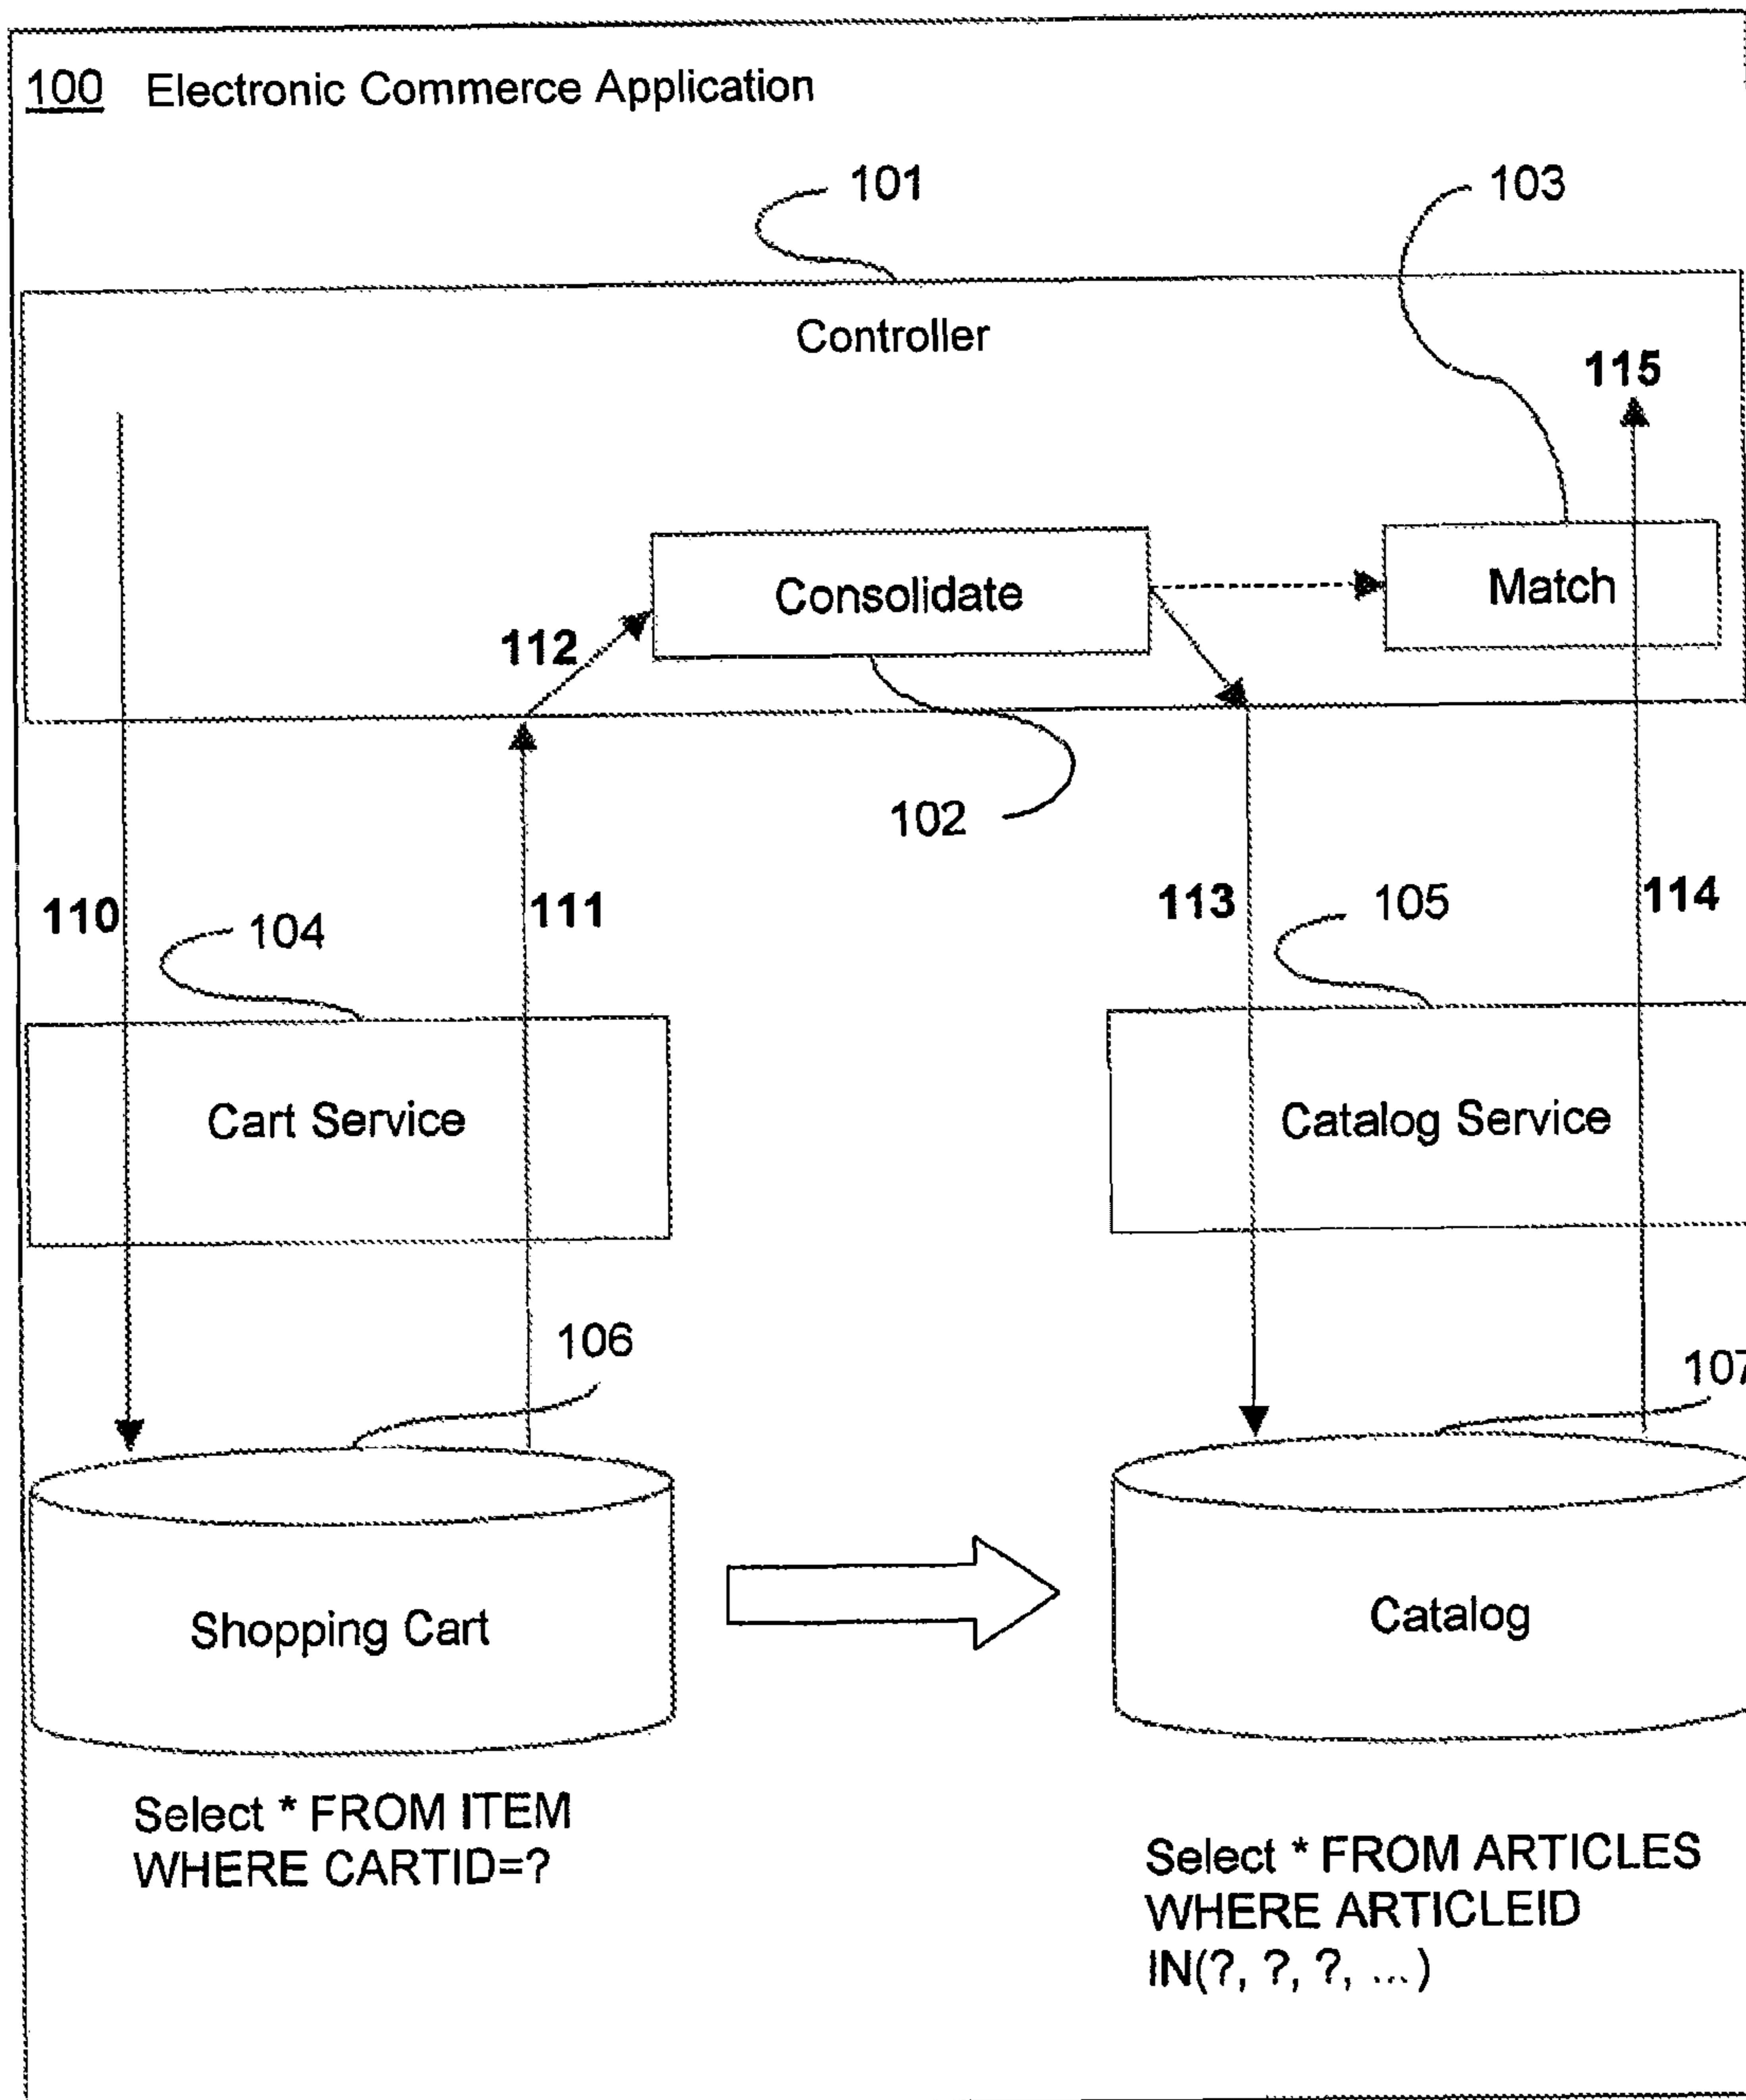 100 Electronic Commerce Application
101
103
Controller
115
Consolidate
Match
112
102
110
111
113
105
114
104
Cart Service
Catalog Service
106
107
Shopping Cart
Catalog
Select * FROM ITEM
WHERE CARTID=?
Select * FROM ARTICLES
WHERE ARTICLEID
IN(?, ?, ?, ...)